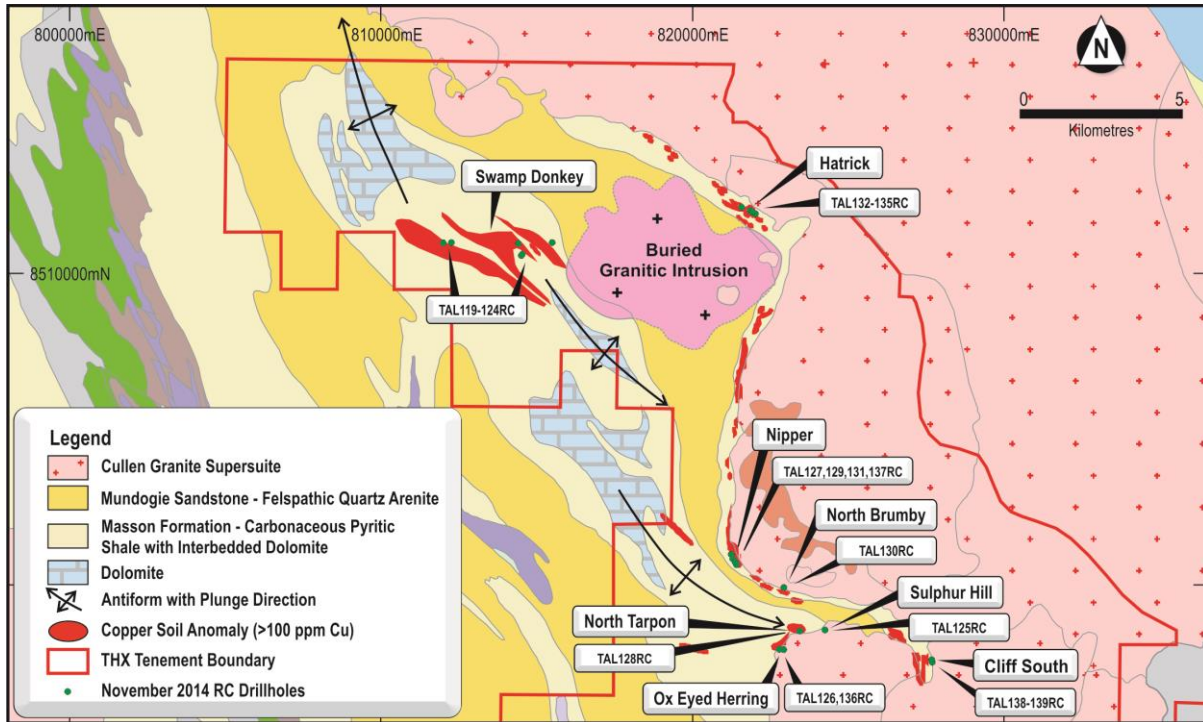 800000mE
810000mE
820000mE
830000mE
N
0 5
Kilometres
Hatrick
TAL132-135RC
Swamp Donkey
Buried
Granitic Intrusion
8510000mN
TAL119-124RC
Nipper
TAL127,129,131,137RC
North Brumby
TAL130RC
Sulphur Hill
TAL125RC
North Tarpon
TAL128RC
Cliff South
TAL138-139RC
Ox Eyed Herring
TAL126,136RC
Legend
Cullen Granite Supersuite
Mundogie Sandstone - Felspathic Quartz Arenite
Masson Formation - Carbonaceous Pyritic
Shale with Interbedded Dolomite
Dolomite
Antiform with Plunge Direction
Copper Soil Anomaly (>100 ppm Cu)
THX Tenement Boundary
November 2014 RC Drillholes